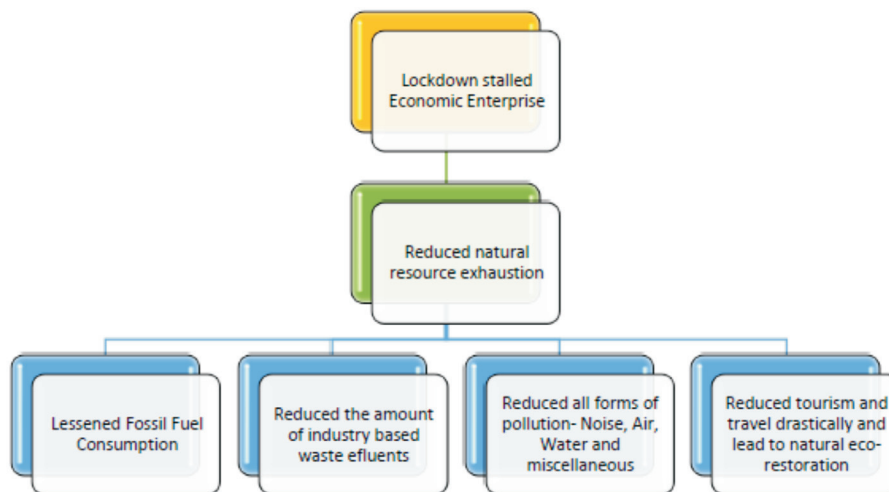 Lockdown stalled
Economic Enterprise
Reduced natural
resource exhaustion
Lessened Fossil Fuel
Consumption
Reduced the amount
of industry based
waste efluents
Reduced all forms of
pollution- Noise, Air,
Water and
miscellaneous
Reduced tourism and
travel drastically and
lead to natural eco-
restoration